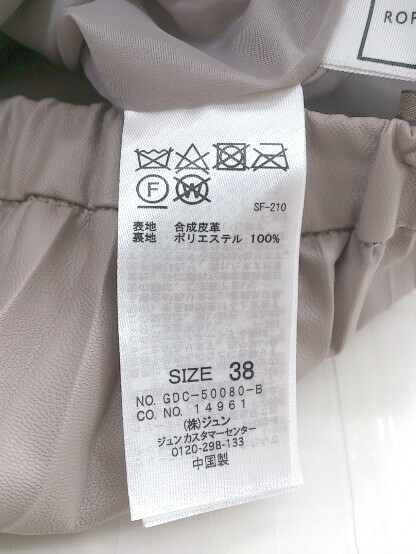 ROP
F W
SF-210
表地 合成皮革
裏地 ポリエステル 100%
SIZE 38
NO. GDC-50080-B
CO. NO. 14961
(株)ジュン
ジュン カスタマーセンター
0120-298-133
中国製